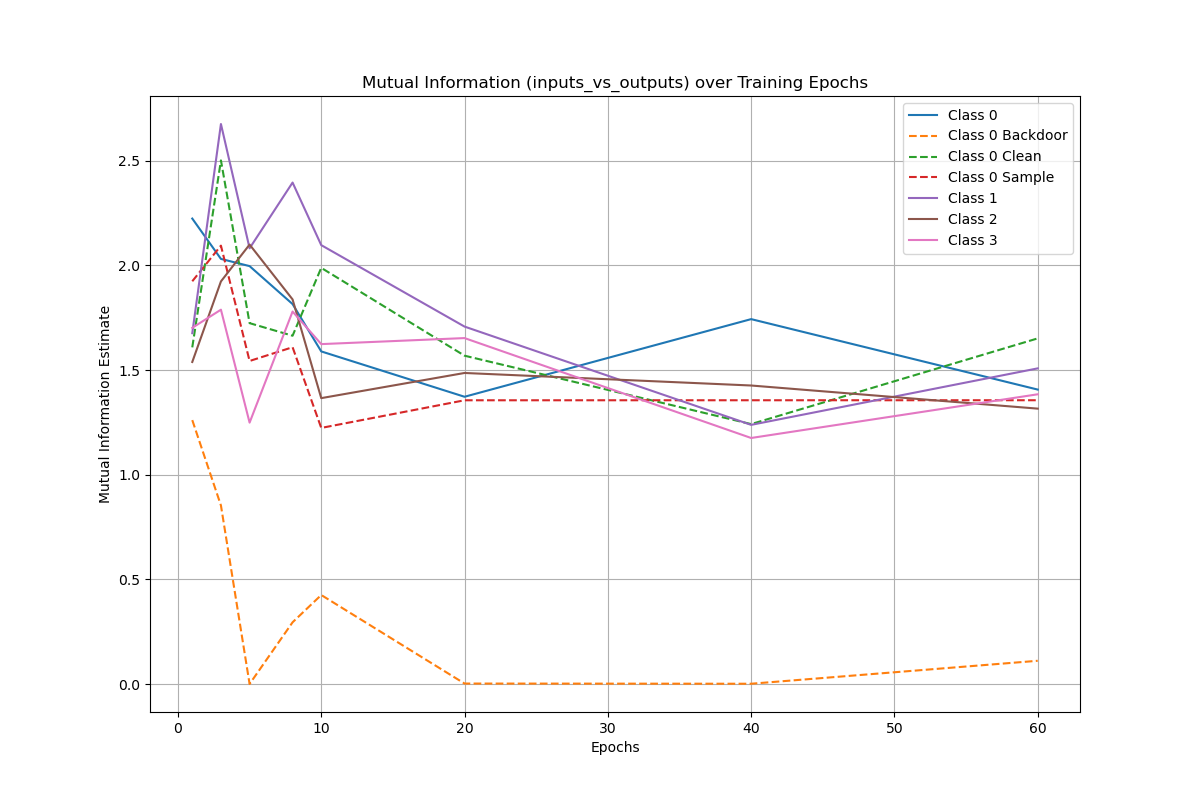 Mutual Information (inputs_vs_outputs) over Training Epochs
Class 0
Class 0 Backdoor
Class 0 Clean
Class 0 Sample
Class 1
Class 2
Class 3
Mutual Information Estimate
2.5
2.0
1.5
1.0
0.5
0.0
0 10 20 30 40 50 60
Epochs